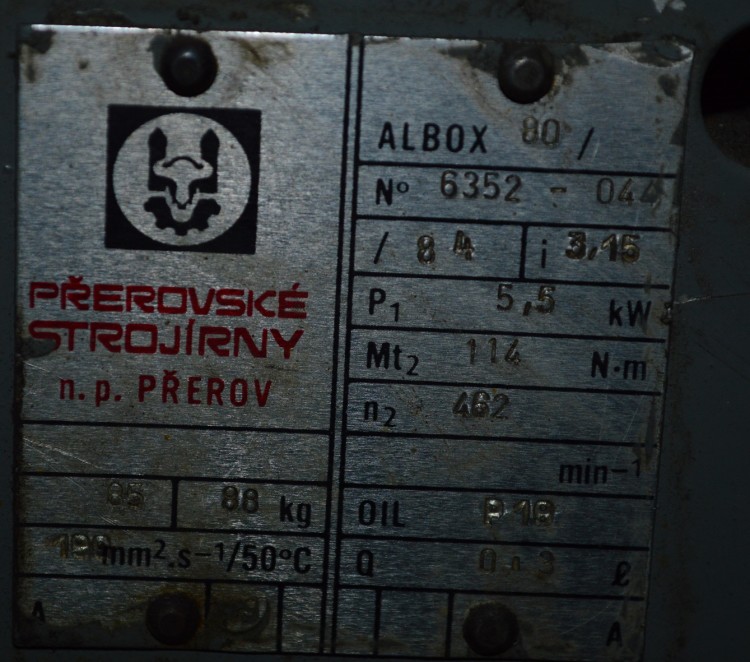 PŘEROVSKÉ
STROJÍRNY
n.p. PŘEROV
88 kg
mm².s⁻¹/50°C
A
ALBOX 80 /
Nº 6352 - 044
/ 84 i 3,15
P₁ 5,5 kW
Mt₂ 114 N·m
n₂ 462
min⁻¹
OIL
Q ℓ
A